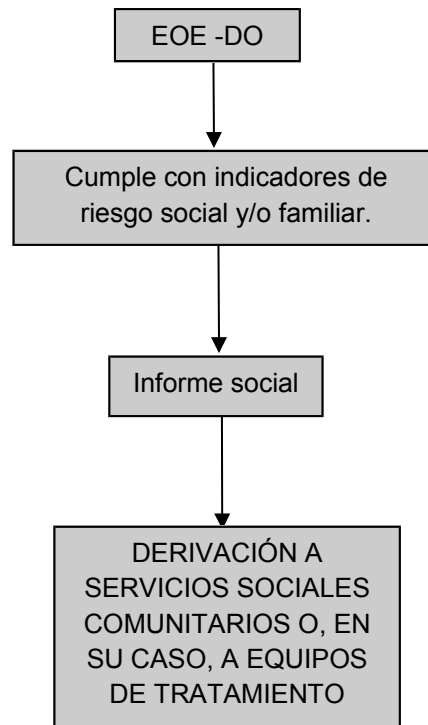 EOE -DO
Cumple con indicadores de
riesgo social y/o familiar.
Informe social
DERIVACIÓN A
SERVICIOS SOCIALES
COMUNITARIOS O, EN
SU CASO, A EQUIPOS
DE TRATAMIENTO